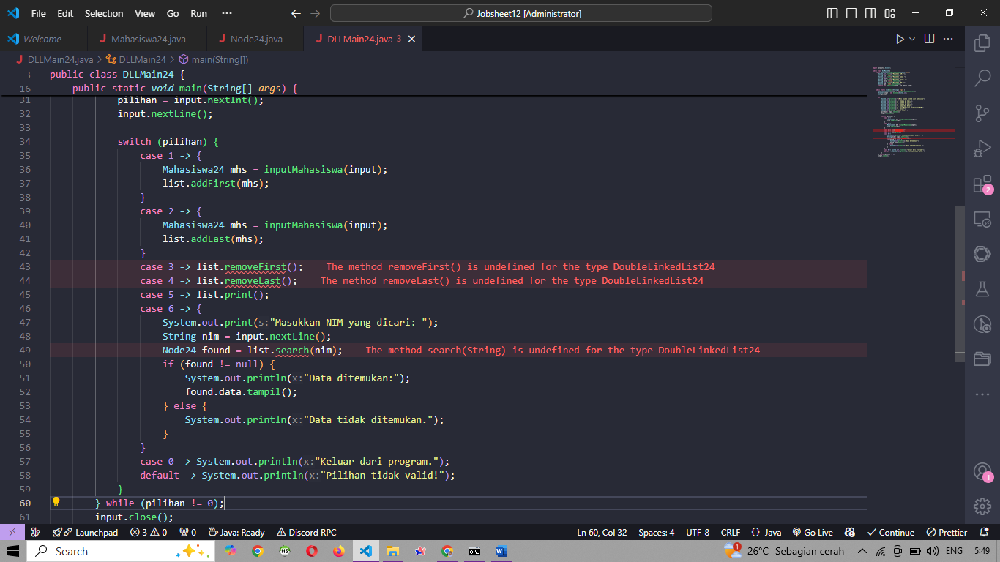 File Edit Selection View Go Run ··· Jobsheet12 [Administrator]
Welcome Mahasiswa24.java Node24.java DLLMain24.java 3
DLLMain24.java > DLLMain24 > main(String[])
3 public class DLLMain24 {
16 public static void main(String[] args) {
31 pilihan = input.nextInt();
32 input.nextLine();
33
34 switch (pilihan) {
35 case 1 -> {
36 Mahasiswa24 mhs = inputMahasiswa(input);
37 list.addFirst(mhs);
38 }
39 case 2 -> {
40 Mahasiswa24 mhs = inputMahasiswa(input);
41 list.addLast(mhs);
42 }
43 case 3 -> list.removeFirst(); The method removeFirst() is undefined for the type DoubleLinkedList24
44 case 4 -> list.removeLast(); The method removeLast() is undefined for the type DoubleLinkedList24
45 case 5 -> list.print();
46 case 6 -> {
47 System.out.print(s:"Masukkan NIM yang dicari: ");
48 String nim = input.nextLine();
49 Node24 found = list.search(nim); The method search(String) is undefined for the type DoubleLinkedList24
50 if (found != null) {
51 System.out.println(x:"Data ditemukan:");
52 found.data.tampil();
53 } else {
54 System.out.println(x:"Data tidak ditemukan.");
55 }
56 }
57 case 0 -> System.out.println(x:"Keluar dari program.");
58 default -> System.out.println(x:"Pilihan tidak valid!");
59 }
60 } while (pilihan != 0);
61 input.close();
2
1
Launchpad 3 0 0 Java: Ready Discord RPC Ln 60, Col 32 Spaces: 4 UTF-8 CRLF {} Java Go Live Continue Prettier
Search HS 1 26°C Sebagian cerah ENG 5:49